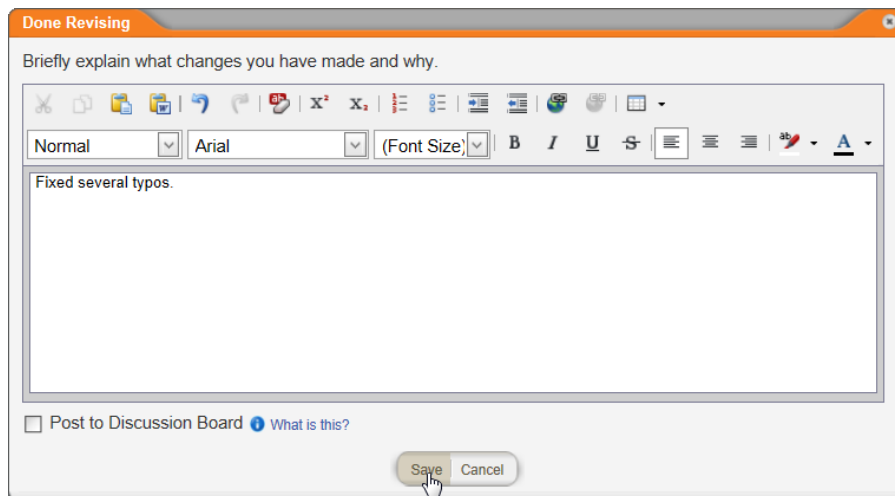 Done Revising
Briefly explain what changes you have made and why.
Normal Arial (Font Size) B I U S A
Fixed several typos.
Post to Discussion Board What is this?
Save Cancel